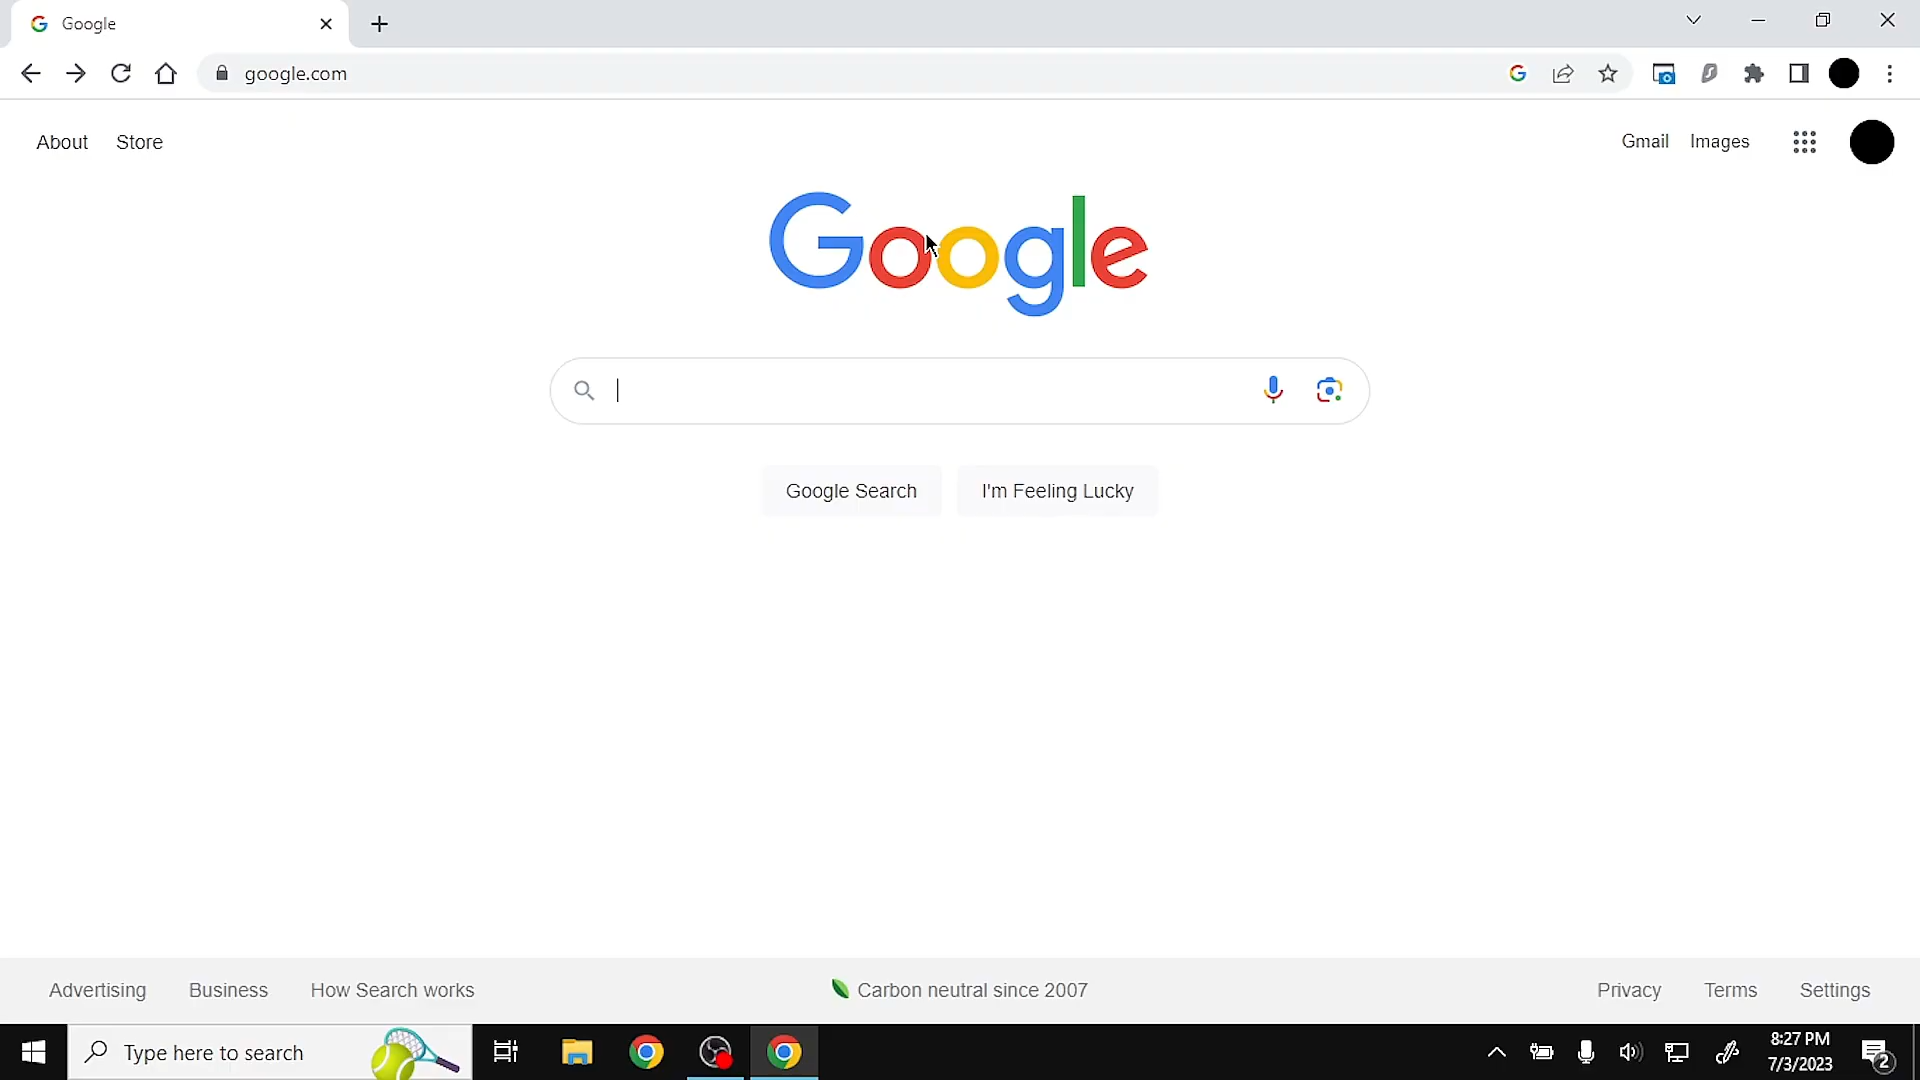 Google
google.com
About
Store
Gmail
Images
Google
Google Search
I'm Feeling Lucky
Advertising
Business
How Search works
Carbon neutral since 2007
Privacy
Terms
Settings
Type here to search
8:27 PM
7/3/2023
2